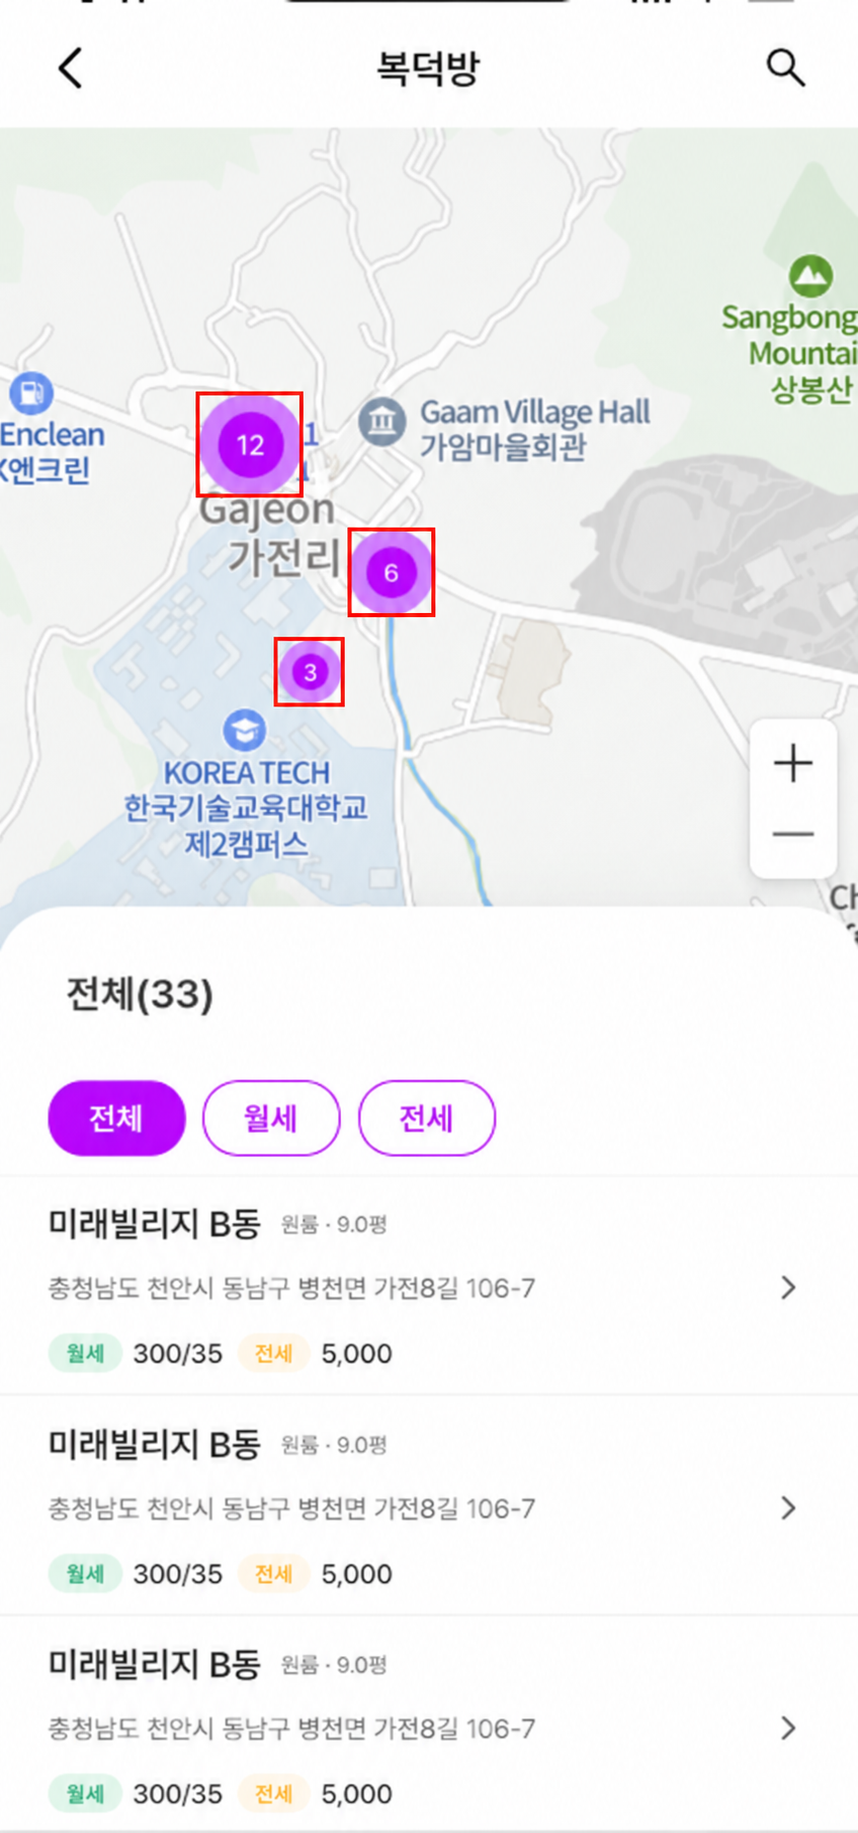 복덕방
Sangbong
Mountai
상봉산
Gaam Village Hall
가암마을회관
Enclean
엔크린
12
1
Gajeon
가전리
6
3
KOREA TECH
한국기술교육대학교
제2캠퍼스
+
−
Ch
전체(33)
전체 월세 전세
미래빌리지 B동 원룸 · 9.0평
충청남도 천안시 동남구 병천면 가전8길 106-7
월세 300/35 전세 5,000
미래빌리지 B동 원룸 · 9.0평
충청남도 천안시 동남구 병천면 가전8길 106-7
월세 300/35 전세 5,000
미래빌리지 B동 원룸 · 9.0평
충청남도 천안시 동남구 병천면 가전8길 106-7
월세 300/35 전세 5,000